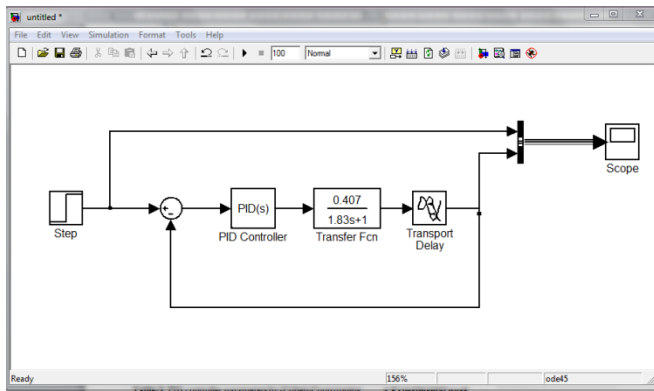 untitled *
File Edit View Simulation Format Tools Help
100 Normal
Scope
Step
PID(s)
PID Controller
0.407
1.83s+1
Transfer Fcn
Transport
Delay
Ready 156% ode45